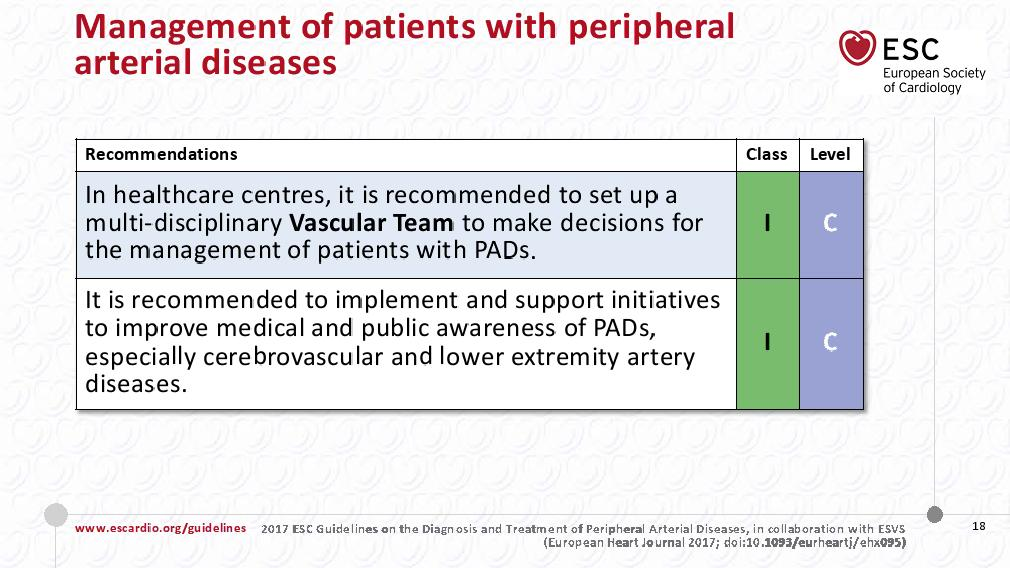 Management of patients with peripheral
arterial diseases
ESC
European Society
of Cardiology
Recommendations Class Level
In healthcare centres, it is recommended to set up a
multi-disciplinary Vascular Team to make decisions for
the management of patients with PADs.
I C
It is recommended to implement and support initiatives
to improve medical and public awareness of PADs,
especially cerebrovascular and lower extremity artery
diseases.
I C
www.escardio.org/guidelines 2017 ESC Guidelines on the Diagnosis and Treatment of Peripheral Arterial Diseases, in collaboration with ESVS
(European Heart Journal 2017; doi:10.1093/eurheartj/ehx095)
18